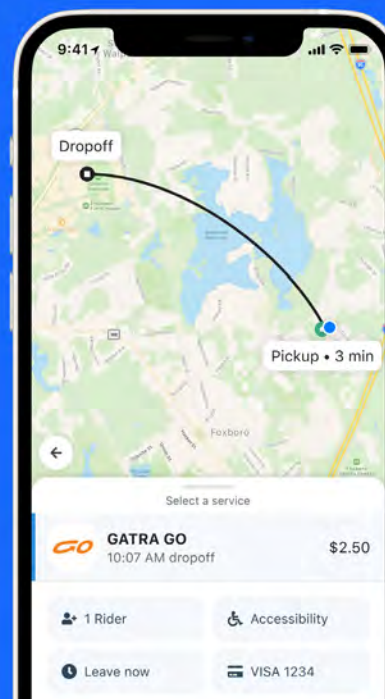 9:41
Dropoff
Pickup • 3 min
Foxboro
Select a service
GO
GATRA GO
10:07 AM dropoff
$2.50
1 Rider
Accessibility
Leave now
VISA 1234